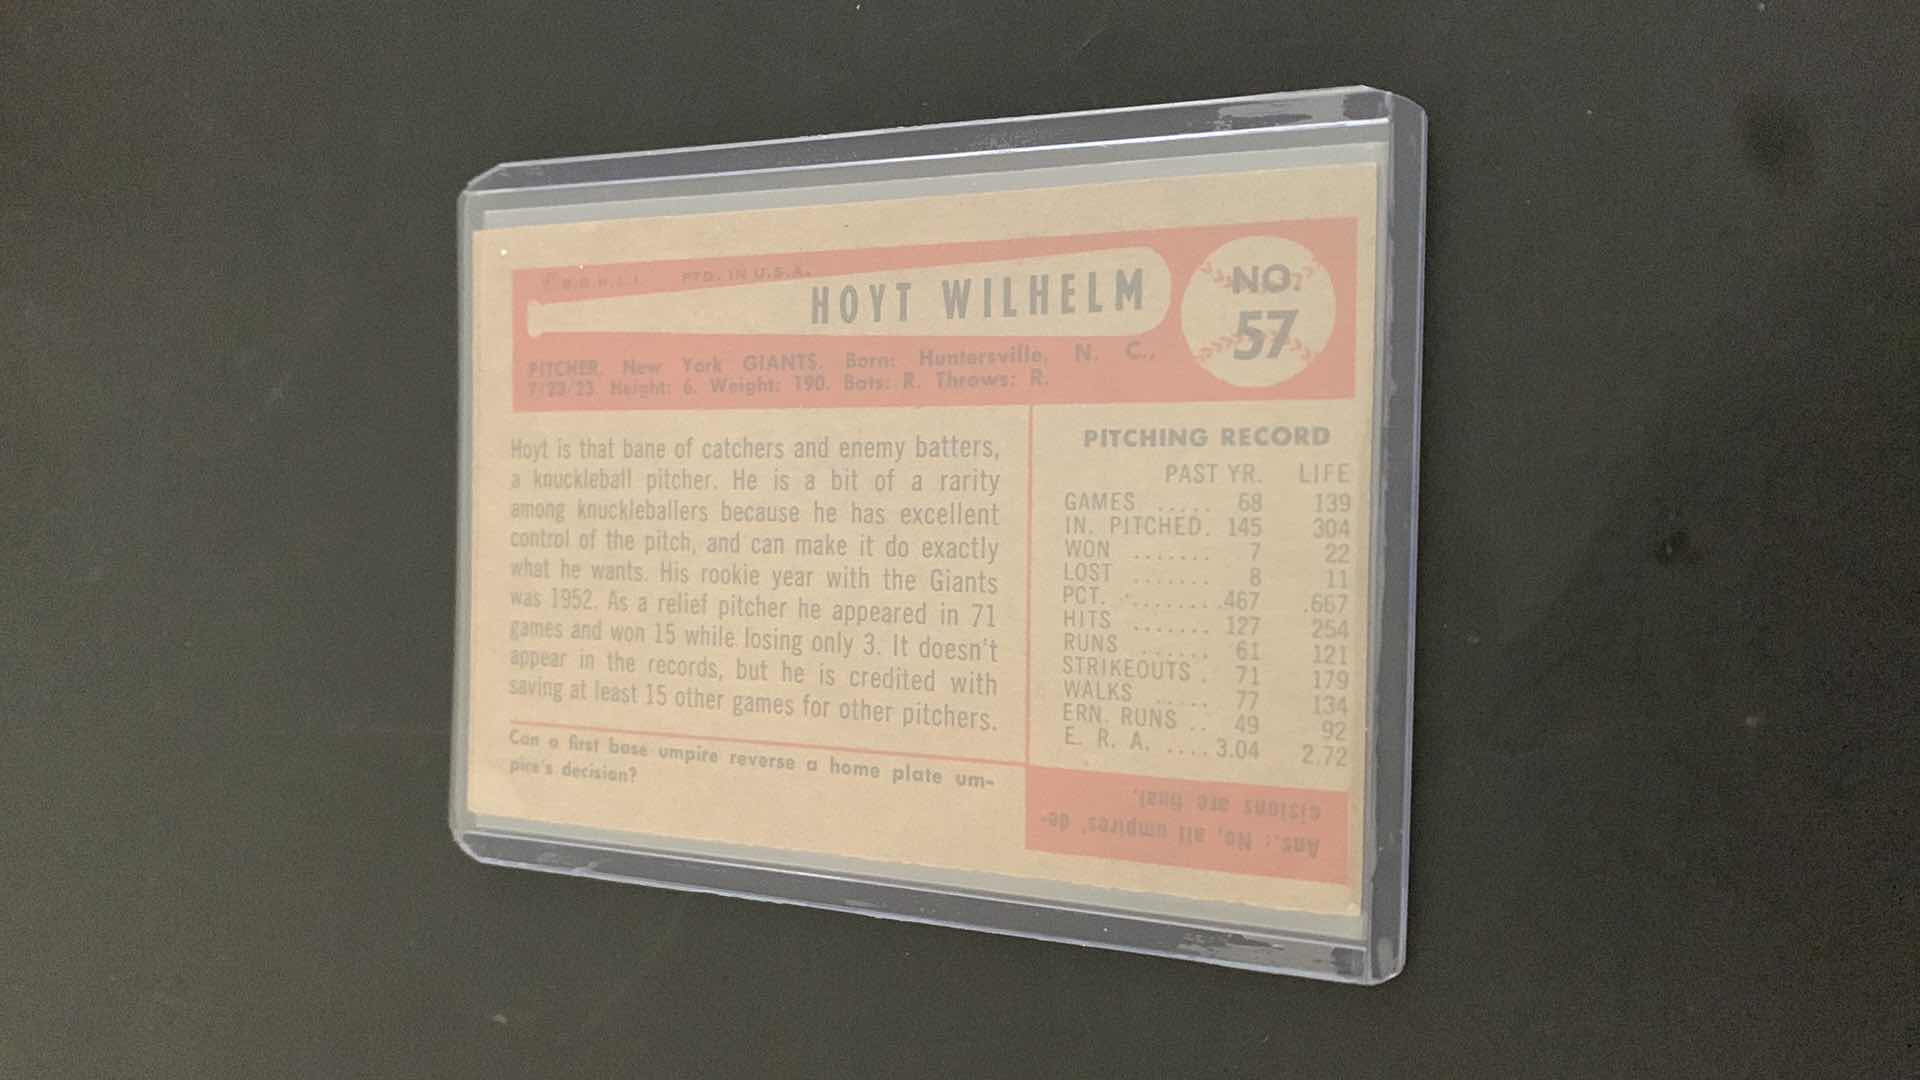 B.G.H.L.I. PTD. IN U.S.A.
HOYT WILHELM
NO.
57
PITCHER. New York GIANTS. Born: Huntersville, N. C.,
7/23/23. Height: 6. Weight: 190. Bats: R. Throws: R.
Hoyt is that bane of catchers and enemy batters,
a knuckleball pitcher. He is a bit of a rarity
among knuckleballers because he has excellent
control of the pitch, and can make it do exactly
what he wants. His rookie year with the Giants
was 1952. As a relief pitcher he appeared in 71
games and won 15 while losing only 3. It doesn't
appear in the records, but he is credited with
saving at least 15 other games for other pitchers.
Can a first base umpire reverse a home plate um-
pire's decision?
PITCHING RECORD
PAST YR. LIFE
GAMES ..... 68 139
IN. PITCHED. 145 304
WON ....... 7 22
LOST ....... 8 11
PCT. ........ .467 .667
HITS ....... 127 254
RUNS ...... 61 121
STRIKEOUTS . 71 179
WALKS ..... 77 134
ERN. RUNS .. 49 92
E. R. A. .... 3.04 2.72
Ans.: No, all umpires' de-
cisions are final.